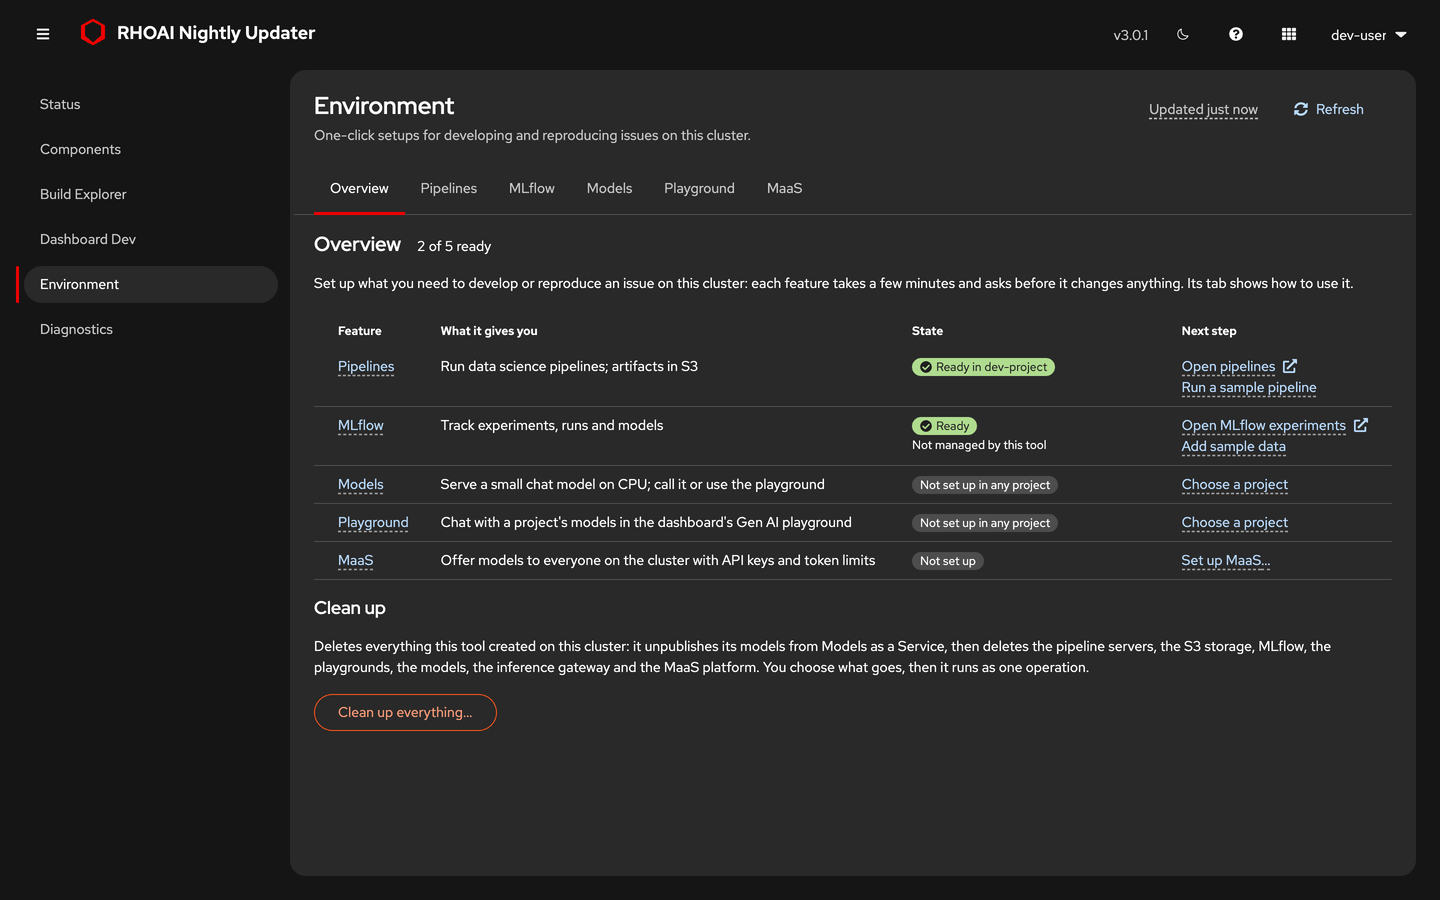 RHOAI Nightly Updater
v3.0.1
dev-user
Status
Components
Build Explorer
Dashboard Dev
Environment
Diagnostics
Environment
Updated just now
Refresh
One-click setups for developing and reproducing issues on this cluster.
Overview Pipelines MLflow Models Playground MaaS
Overview 2 of 5 ready
Set up what you need to develop or reproduce an issue on this cluster: each feature takes a few minutes and asks before it changes anything. Its tab shows how to use it.
Feature What it gives you State Next step
Pipelines Run data science pipelines; artifacts in S3 Ready in dev-project Open pipelines
Run a sample pipeline
MLflow Track experiments, runs and models Ready Open MLflow experiments
Not managed by this tool Add sample data
Models Serve a small chat model on CPU; call it or use the playground Not set up in any project Choose a project
Playground Chat with a project's models in the dashboard's Gen AI playground Not set up in any project Choose a project
MaaS Offer models to everyone on the cluster with API keys and token limits Not set up Set up MaaS...
Clean up
Deletes everything this tool created on this cluster: it unpublishes its models from Models as a Service, then deletes the pipeline servers, the S3 storage, MLflow, the
playgrounds, the models, the inference gateway and the MaaS platform. You choose what goes, then it runs as one operation.
Clean up everything...